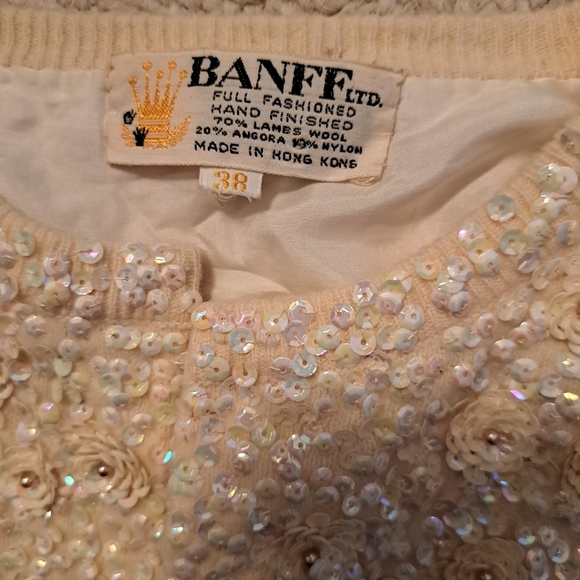 BANFF LTD.
FULL FASHIONED
HAND FINISHED
70% LAMBS WOOL
20% ANGORA 10% NYLON
MADE IN HONG KONG
38